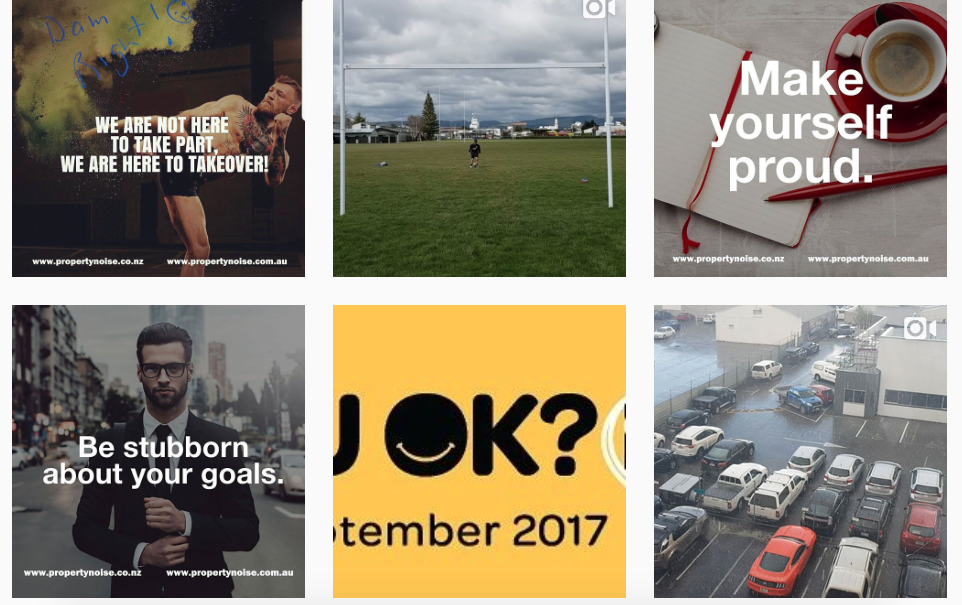 Dam +! 
Right!
WE ARE NOT HERE
TO TAKE PART,
WE ARE HERE TO TAKEOVER!
www.propertynoise.co.nz www.propertynoise.com.au
Make
yourself
proud.
www.propertynoise.co.nz www.propertynoise.com.au
Be stubborn
about your goals.
www.propertynoise.co.nz www.propertynoise.com.au
U OK?
ptember 2017